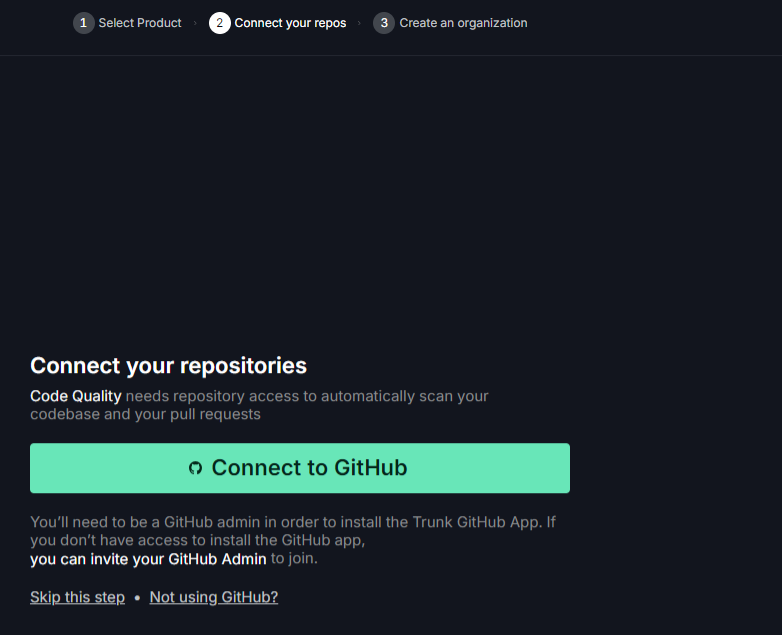 1 Select Product › 2 Connect your repos › 3 Create an organization
Connect your repositories
Code Quality needs repository access to automatically scan your
codebase and your pull requests
Connect to GitHub
You’ll need to be a GitHub admin in order to install the Trunk GitHub App. If
you don’t have access to install the GitHub app,
you can invite your GitHub Admin to join.
Skip this step • Not using GitHub?